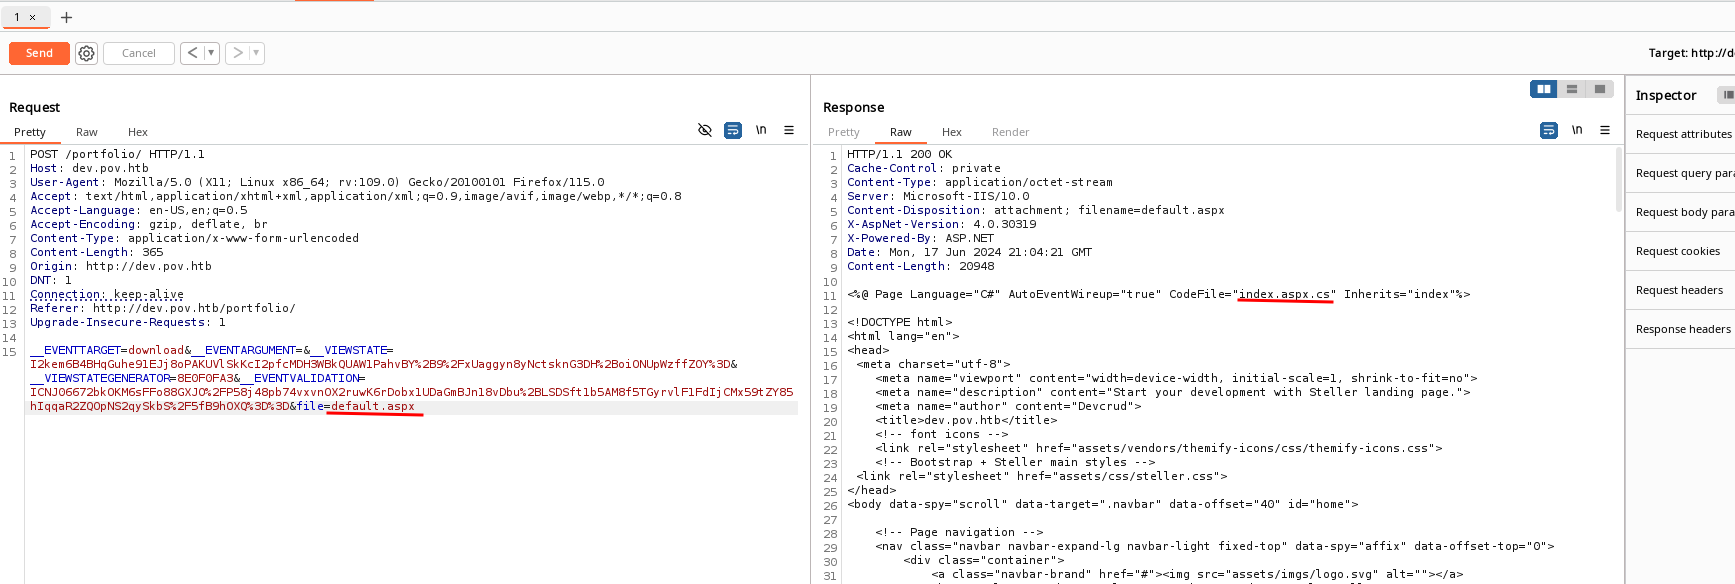 1 × +
Send Cancel < ▼ > ▼ Target: http://d
Request
Pretty Raw Hex \n ≡
1 POST /portfolio/ HTTP/1.1
2 Host: dev.pov.htb
3 User-Agent: Mozilla/5.0 (X11; Linux x86_64; rv:109.0) Gecko/20100101 Firefox/115.0
4 Accept: text/html,application/xhtml+xml,application/xml;q=0.9,image/avif,image/webp,*/*;q=0.8
5 Accept-Language: en-US,en;q=0.5
6 Accept-Encoding: gzip, deflate, br
7 Content-Type: application/x-www-form-urlencoded
8 Content-Length: 365
9 Origin: http://dev.pov.htb
10 DNT: 1
11 Connection: keep-alive
12 Referer: http://dev.pov.htb/portfolio/
13 Upgrade-Insecure-Requests: 1
14
15 __EVENTTARGET=download&__EVENTARGUMENT=&__VIEWSTATE=
I2kem6B4BHqGuhe91EJj8oPAKUVlSkKcI2pfcMDH3WBkQUAW1PahvBY%2B9%2FxUaggyn8yNctsknG3DH%2BoiONUpWzffZOY%3D&
__VIEWSTATEGENERATOR=8E0F0FA3&__EVENTVALIDATION=
ICNJO6672bkOKM6sFFo88GXJO%2FP58j48pb74vxvnOX2ruwK6rDobx1UDaGmBJn18vDbu%2BLSDSft1b5AM8f5TGyrvlF1FdIjCMx59tZY85
hIqqaR2ZQOpNS2qySkbS%2F5fB9hOXQ%3D%3D&file=default.aspx
Response
Pretty Raw Hex Render \n ≡
1 HTTP/1.1 200 OK
2 Cache-Control: private
3 Content-Type: application/octet-stream
4 Server: Microsoft-IIS/10.0
5 Content-Disposition: attachment; filename=default.aspx
6 X-AspNet-Version: 4.0.30319
7 X-Powered-By: ASP.NET
8 Date: Mon, 17 Jun 2024 21:04:21 GMT
9 Content-Length: 20948
10
11 <%@ Page Language="C#" AutoEventWireup="true" CodeFile="index.aspx.cs" Inherits="index"%>
12
13 <!DOCTYPE html>
14 <html lang="en">
15 <head>
16 <meta charset="utf-8">
17 <meta name="viewport" content="width=device-width, initial-scale=1, shrink-to-fit=no">
18 <meta name="description" content="Start your development with Steller landing page.">
19 <meta name="author" content="Devcrud">
20 <title>dev.pov.htb</title>
21 <!-- font icons -->
22 <link rel="stylesheet" href="assets/vendors/themify-icons/css/themify-icons.css">
23 <!-- Bootstrap + Steller main styles -->
24 <link rel="stylesheet" href="assets/css/steller.css">
25 </head>
26 <body data-spy="scroll" data-target=".navbar" data-offset="40" id="home">
27
28 <!-- Page navigation -->
29 <nav class="navbar navbar-expand-lg navbar-light fixed-top" data-spy="affix" data-offset-top="0">
30 <div class="container">
31 <a class="navbar-brand" href="#"><img src="assets/imgs/logo.svg" alt=""></a>
Inspector
Request attributes
Request query para
Request body para
Request cookies
Request headers
Response headers